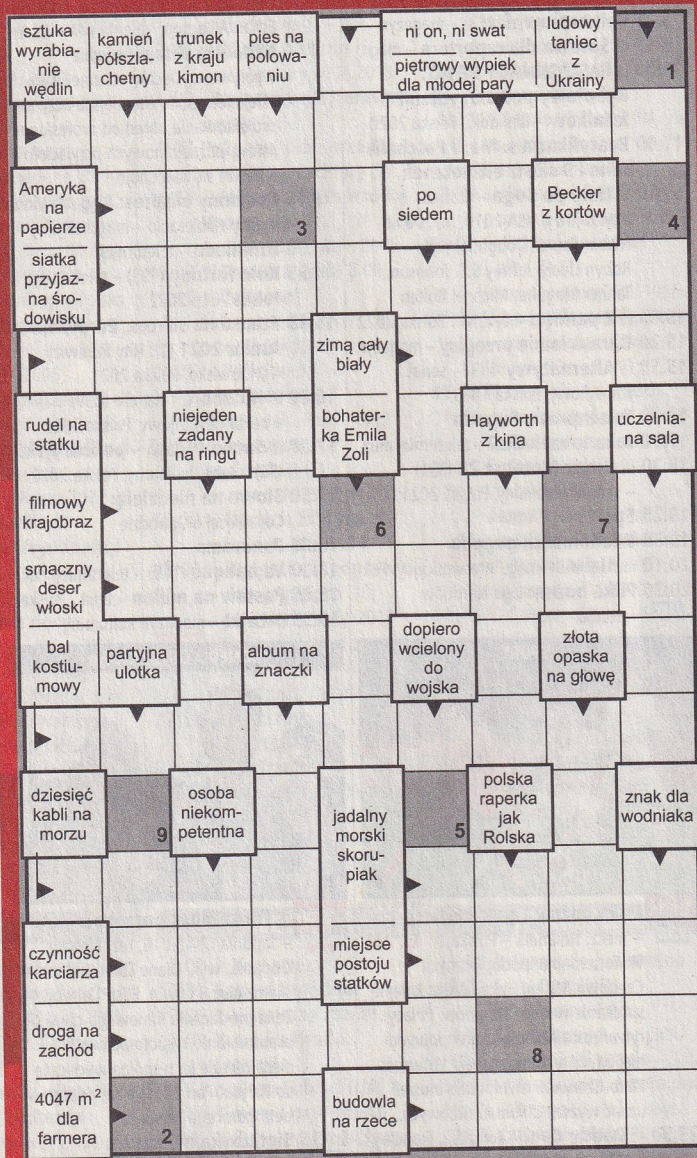 sztuka
wyrabia-
nie
wędlin
kamień
półszla-
chetny
trunek
z kraju
kimon
pies na
polowa-
niu
ni on, ni swat
piętrowy wypiek
dla młodej pary
ludowy
taniec
Ukrainy
1
Ameryka
na
papierze
siatka
przyjaz-
na śro-
dowisku
3
po
siedem
Becker
z kortów
4
zimą cały
biały
bohater-
ka Emila
Zoli
rudel na
statku
niejeden
zadany
na ringu
Hayworth
z kina
uczelnia-
na sala
filmowy
krajobraz
6
7
smaczny
deser
włoski
bal
kostiu-
mowy
partyjna
ulotka
album na
znaczki
dopiero
wcielony
do
wojska
złota
opaska
na głowę
dziesięć
kabli na
morzu
9
osoba
niekom-
petentna
jadalny
morski
skoru-
piak
5
polska
raperka
jak
Rolska
znak dla
wodniaka
czynność
karciarza
miejsce
postoju
statków
droga na
zachód
8
4047 m²
dla
farmera
2
budowla
na rzece